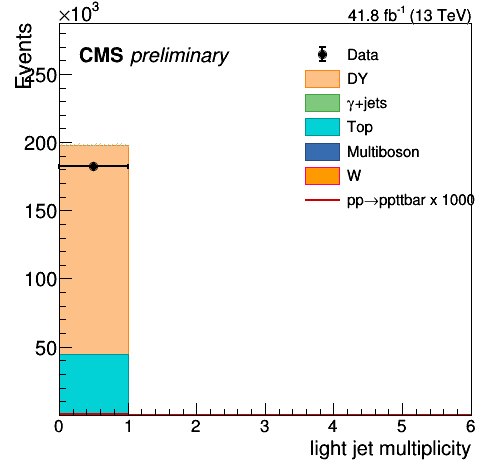 ×10³
41.8 fb⁻¹ (13 TeV)
Events
CMS preliminary
Data
DY
γ+jets
Top
Multiboson
W
pp→ppttbar x 1000
250
200
150
100
50
0 1 2 3 4 5 6
light jet multiplicity